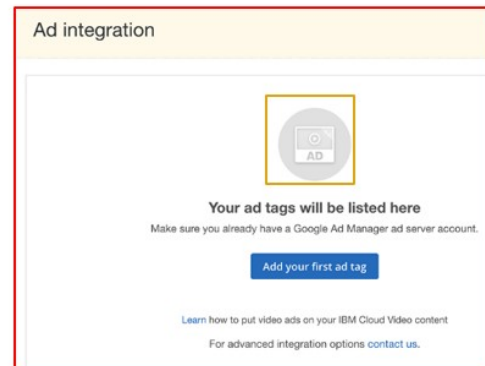 Ad integration
AD
Your ad tags will be listed here
Make sure you already have a Google Ad Manager ad server account.
Add your first ad tag
Learn how to put video ads on your IBM Cloud Video content
For advanced integration options contact us.